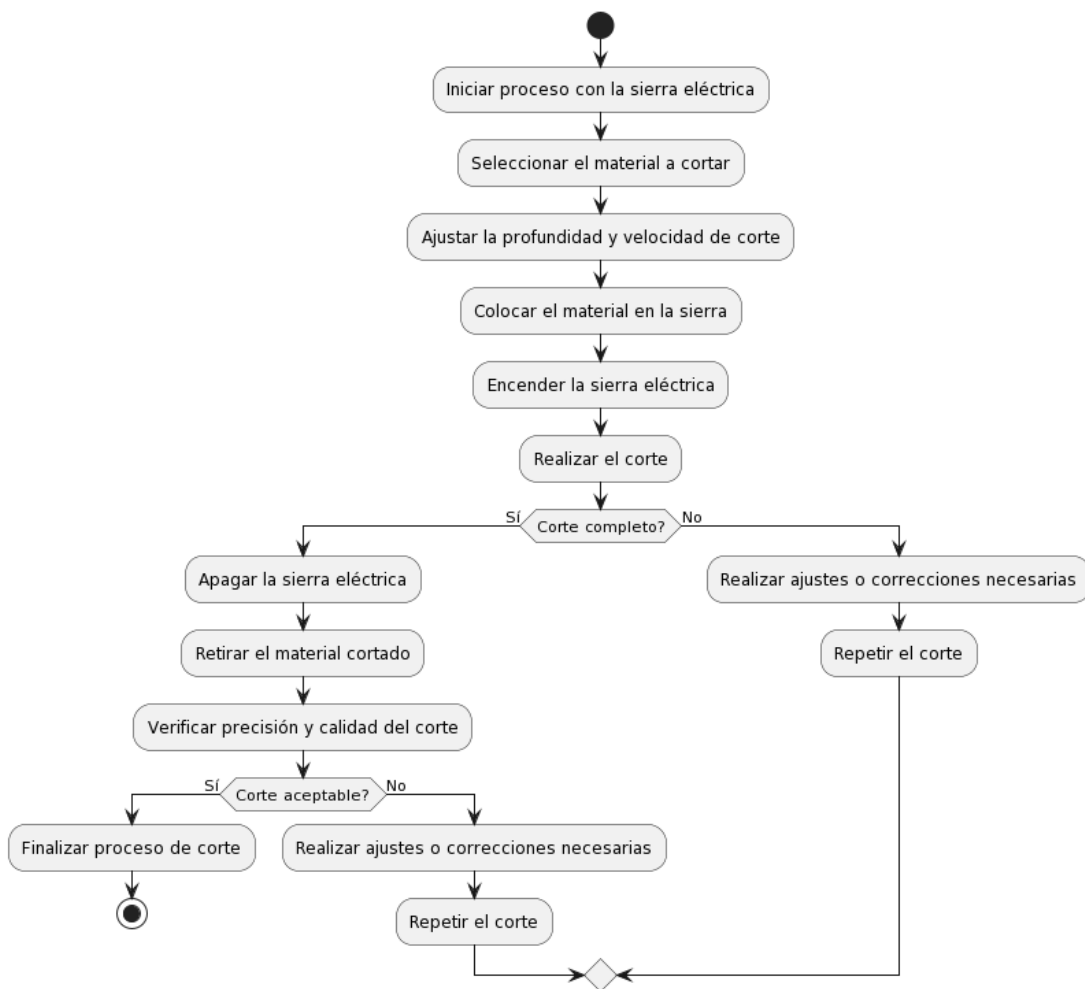 Iniciar proceso con la sierra eléctrica
Seleccionar el material a cortar
Ajustar la profundidad y velocidad de corte
Colocar el material en la sierra
Encender la sierra eléctrica
Realizar el corte
Sí
Corte completo?
No
Apagar la sierra eléctrica
Retirar el material cortado
Verificar precisión y calidad del corte
Sí
Corte aceptable?
No
Finalizar proceso de corte
Realizar ajustes o correcciones necesarias
Repetir el corte
Realizar ajustes o correcciones necesarias
Repetir el corte